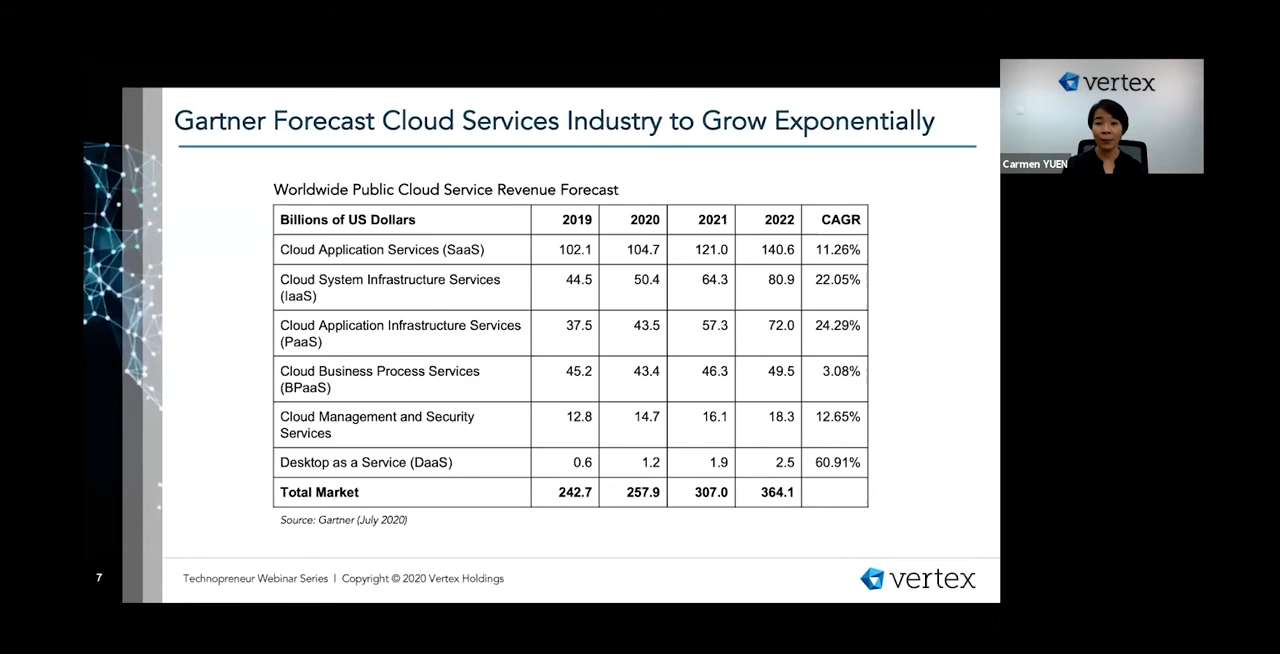 Gartner Forecast Cloud Services Industry to Grow Exponentially
vertex
Carmen YUEN
Worldwide Public Cloud Service Revenue Forecast
Billions of US Dollars 2019 2020 2021 2022 CAGR
Cloud Application Services (SaaS) 102.1 104.7 121.0 140.6 11.26%
Cloud System Infrastructure Services 44.5 50.4 64.3 80.9 22.05%
(IaaS)
Cloud Application Infrastructure Services 37.5 43.5 57.3 72.0 24.29%
(PaaS)
Cloud Business Process Services 45.2 43.4 46.3 49.5 3.08%
(BPaaS)
Cloud Management and Security 12.8 14.7 16.1 18.3 12.65%
Services
Desktop as a Service (DaaS) 0.6 1.2 1.9 2.5 60.91%
Total Market 242.7 257.9 307.0 364.1
Source: Gartner (July 2020)
7 Technopreneur Webinar Series | Copyright © 2020 Vertex Holdings vertex